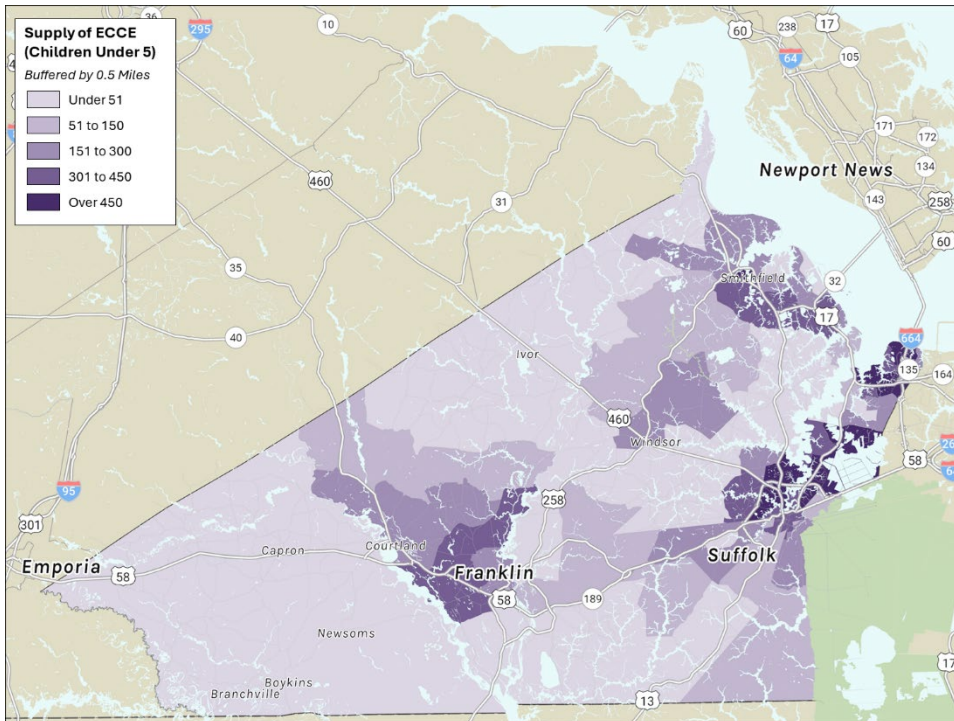 Supply of ECCE
(Children Under 5)
Buffered by 0.5 Miles
Under 51
51 to 150
151 to 300
301 to 450
Over 450
36
295
10
60
17
238
64
105
171
172
134
Newport News
143
258
60
460
31
35
32
Smithfield
17
40
664
135
164
Ivor
460
Windsor
58
95
258
301
Capron
Courtland
Emporia
58
Franklin
58
189
Suffolk
Newsoms
Boykins
Branchville
13
17